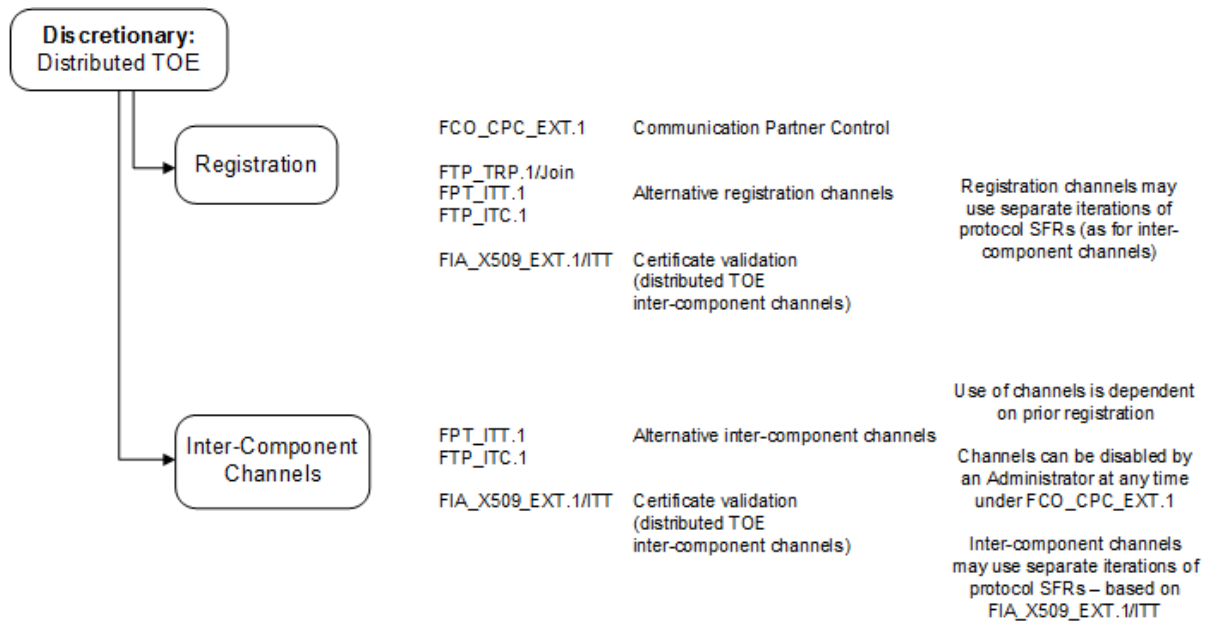 Discretionary:
Distributed TOE
Registration
FCO_CPC_EXT.1 Communication Partner Control
FTP_TRP.1/Join
FPT_ITT.1 Alternative registration channels
FTP_ITC.1
FIA_X509_EXT.1/ITT Certificate validation
(distributed TOE
inter-component channels)
Registration channels may
use separate iterations of
protocol SFRs (as for inter-
component channels)
Inter-Component
Channels
FPT_ITT.1 Alternative inter-component channels
FTP_ITC.1
FIA_X509_EXT.1/ITT Certificate validation
(distributed TOE
inter-component channels)
Use of channels is dependent
on prior registration
Channels can be disabled by
an Administrator at any time
under FCO_CPC_EXT.1
Inter-component channels
may use separate iterations of
protocol SFRs – based on
FIA_X509_EXT.1/ITT